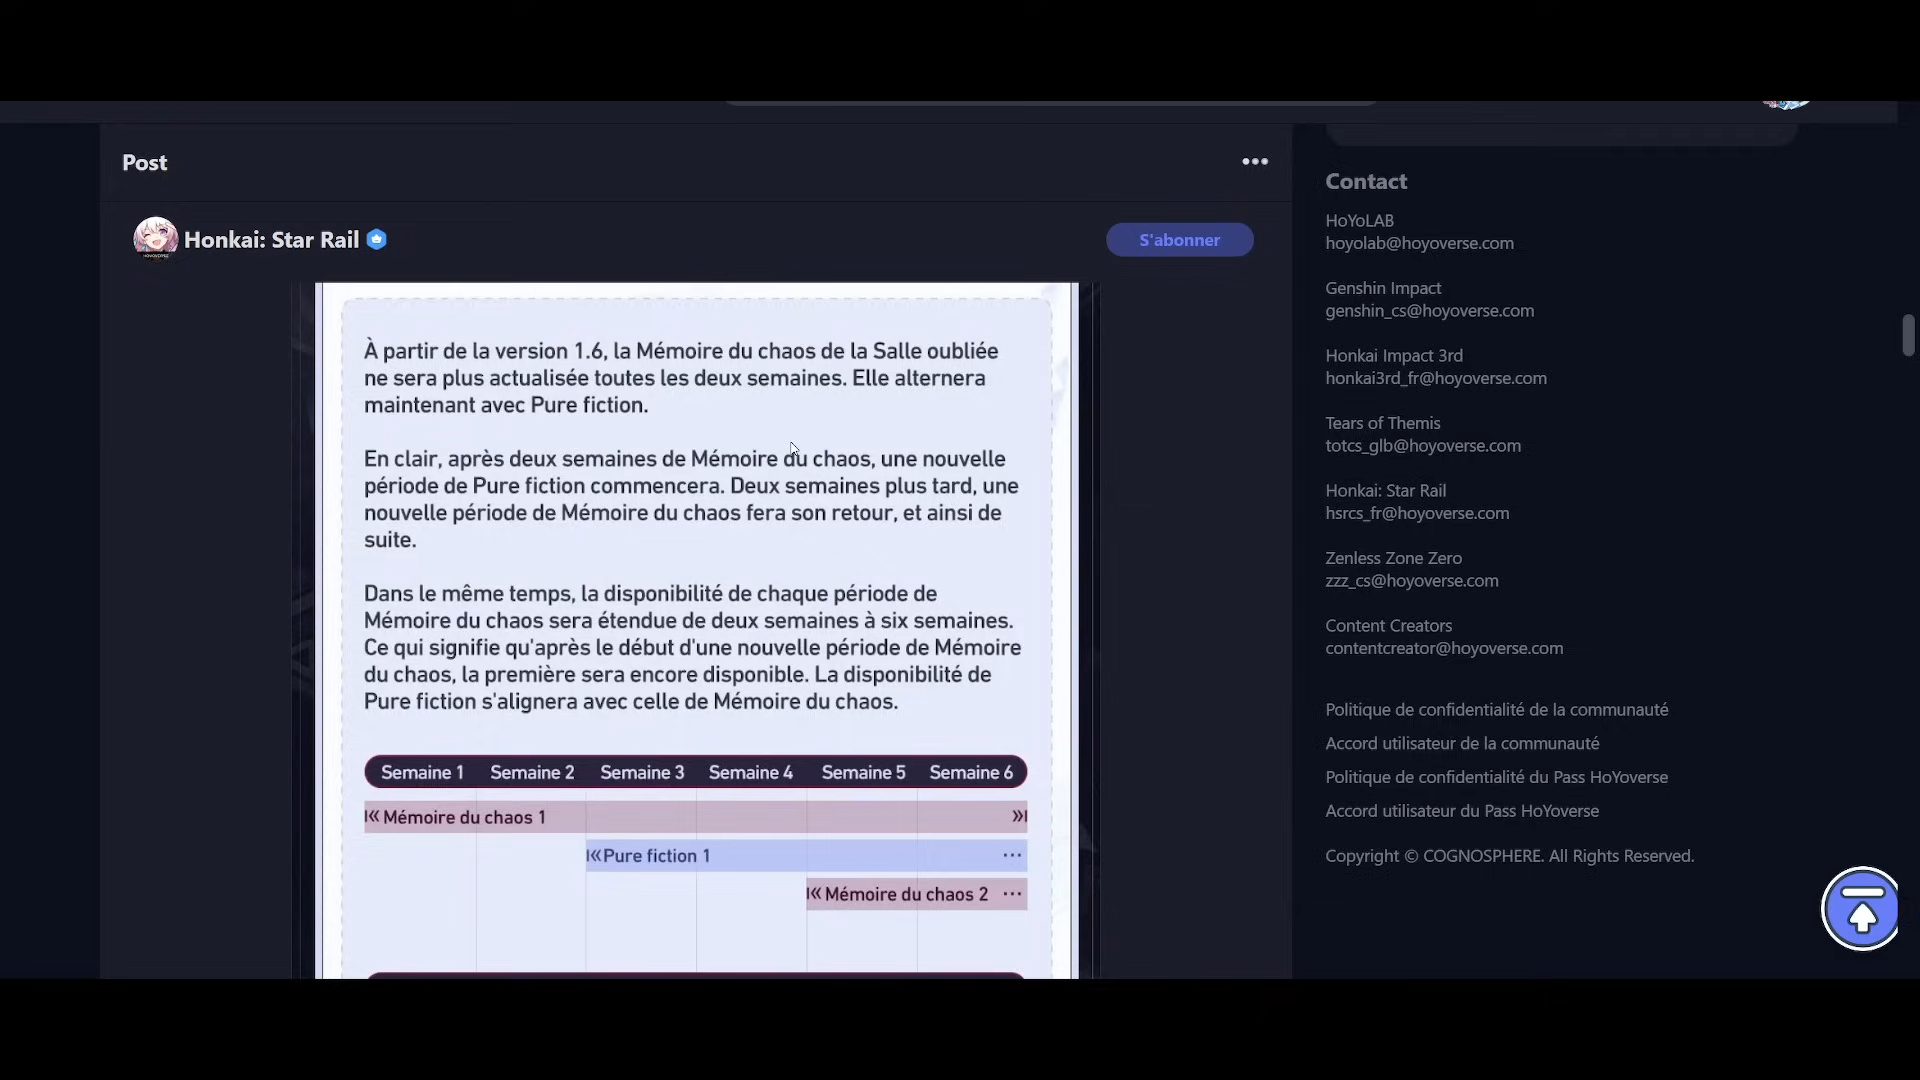 Post
Honkai: Star Rail
S'abonner
À partir de la version 1.6, la Mémoire du chaos de la Salle oubliée
ne sera plus actualisée toutes les deux semaines. Elle alternera
maintenant avec Pure fiction.
En clair, après deux semaines de Mémoire du chaos, une nouvelle
période de Pure fiction commencera. Deux semaines plus tard, une
nouvelle période de Mémoire du chaos fera son retour, et ainsi de
suite.
Dans le même temps, la disponibilité de chaque période de
Mémoire du chaos sera étendue de deux semaines à six semaines.
Ce qui signifie qu'après le début d'une nouvelle période de Mémoire
du chaos, la première sera encore disponible. La disponibilité de
Pure fiction s'alignera avec celle de Mémoire du chaos.
Semaine 1 Semaine 2 Semaine 3 Semaine 4 Semaine 5 Semaine 6
Mémoire du chaos 1
Pure fiction 1 ...
Mémoire du chaos 2 ...
Contact
HoYoLAB
hoyolab@hoyoverse.com
Genshin Impact
genshin_cs@hoyoverse.com
Honkai Impact 3rd
honkai3rd_fr@hoyoverse.com
Tears of Themis
totcs_glb@hoyoverse.com
Honkai: Star Rail
hsrcs_fr@hoyoverse.com
Zenless Zone Zero
zzz_cs@hoyoverse.com
Content Creators
contentcreator@hoyoverse.com
Politique de confidentialité de la communauté
Accord utilisateur de la communauté
Politique de confidentialité du Pass HoYoverse
Accord utilisateur du Pass HoYoverse
Copyright © COGNOSPHERE. All Rights Reserved.